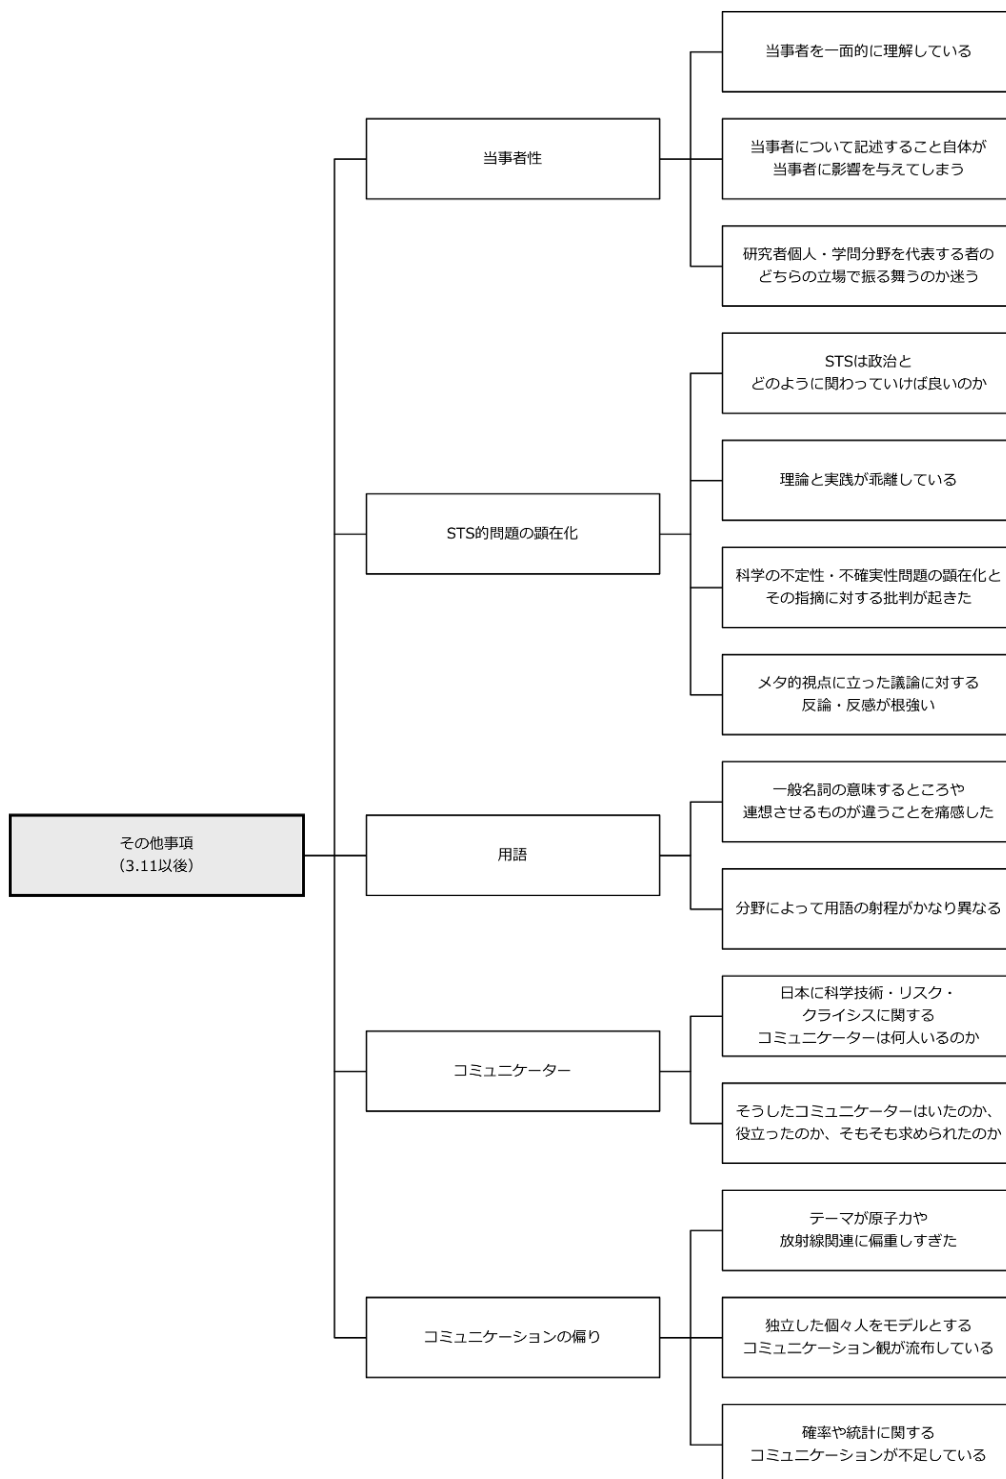 当事者を一面的に理解している
当事者性
当事者について記述すること自体が
当事者に影響を与えてしまう
研究者個人・学問分野を代表する者の
どちらの立場で振る舞うのか迷う
STSは政治と
どのように関わっていけば良いのか
理論と実践が乖離している
STS的問題の顕在化
科学の不定性・不確実性問題の顕在化と
その指摘に対する批判が起きた
メタ的視点に立った議論に対する
反論・反感が根強い
一般名詞の意味するところや
連想させるものが違うことを痛感した
その他事項
（3.11以後）
用語
分野によって用語の射程がかなり異なる
日本に科学技術・リスク・
クライシスに関する
コミュニケーターは何人いるのか
コミュニケーター
そうしたコミュニケーターはいたのか、
役立ったのか、そもそも求められたのか
テーマが原子力や
放射線関連に偏重しすぎた
コミュニケーションの偏り
独立した個々人をモデルとする
コミュニケーション観が流布している
確率や統計に関する
コミュニケーションが不足している